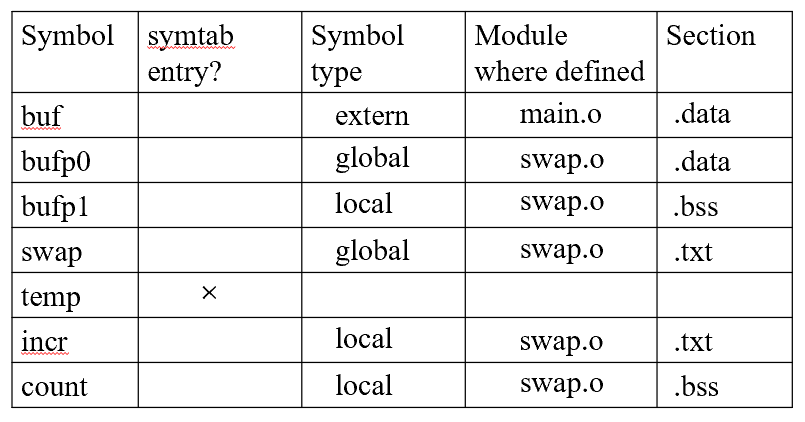 Symbol symtab entry? Symbol type Module where defined Section
buf extern main.o .data
bufp0 global swap.o .data
bufp1 local swap.o .bss
swap global swap.o .txt
temp ×
incr local swap.o .txt
count local swap.o .bss